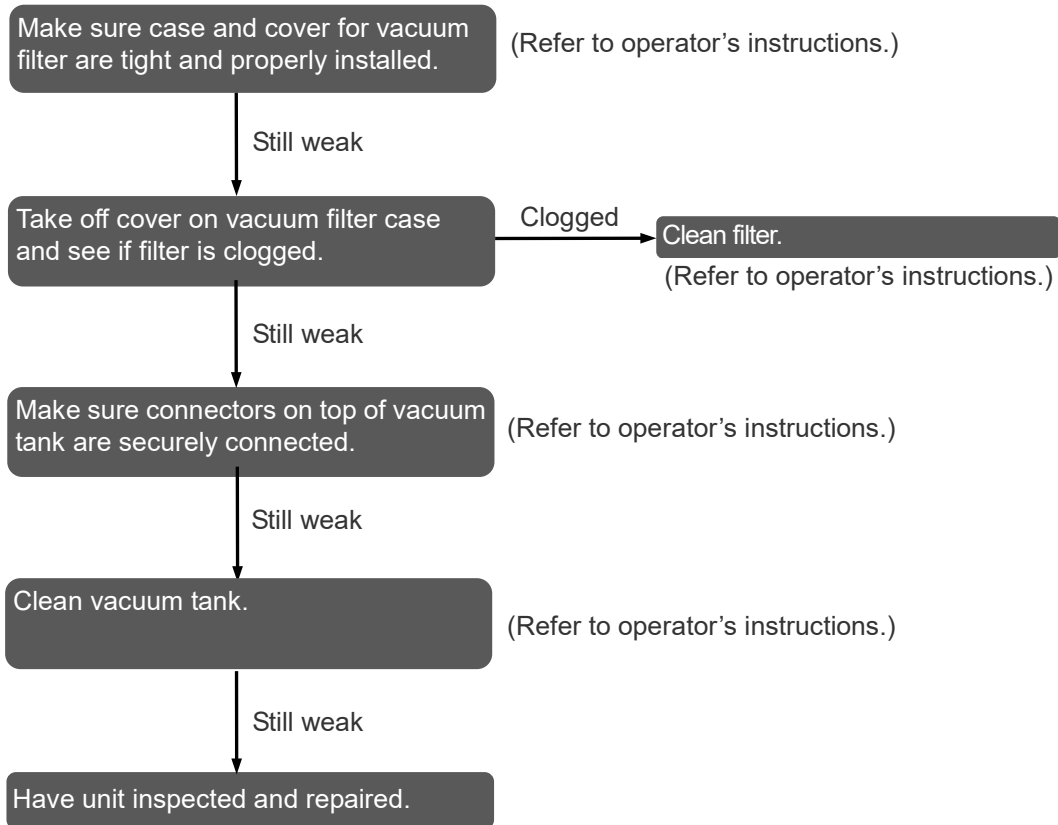 Make sure case and cover for vacuum
filter are tight and properly installed.
(Refer to operator’s instructions.)
Still weak
Take off cover on vacuum filter case
and see if filter is clogged.
Clogged
Clean filter.
(Refer to operator’s instructions.)
Still weak
Make sure connectors on top of vacuum
tank are securely connected.
(Refer to operator’s instructions.)
Still weak
Clean vacuum tank.
(Refer to operator’s instructions.)
Still weak
Have unit inspected and repaired.